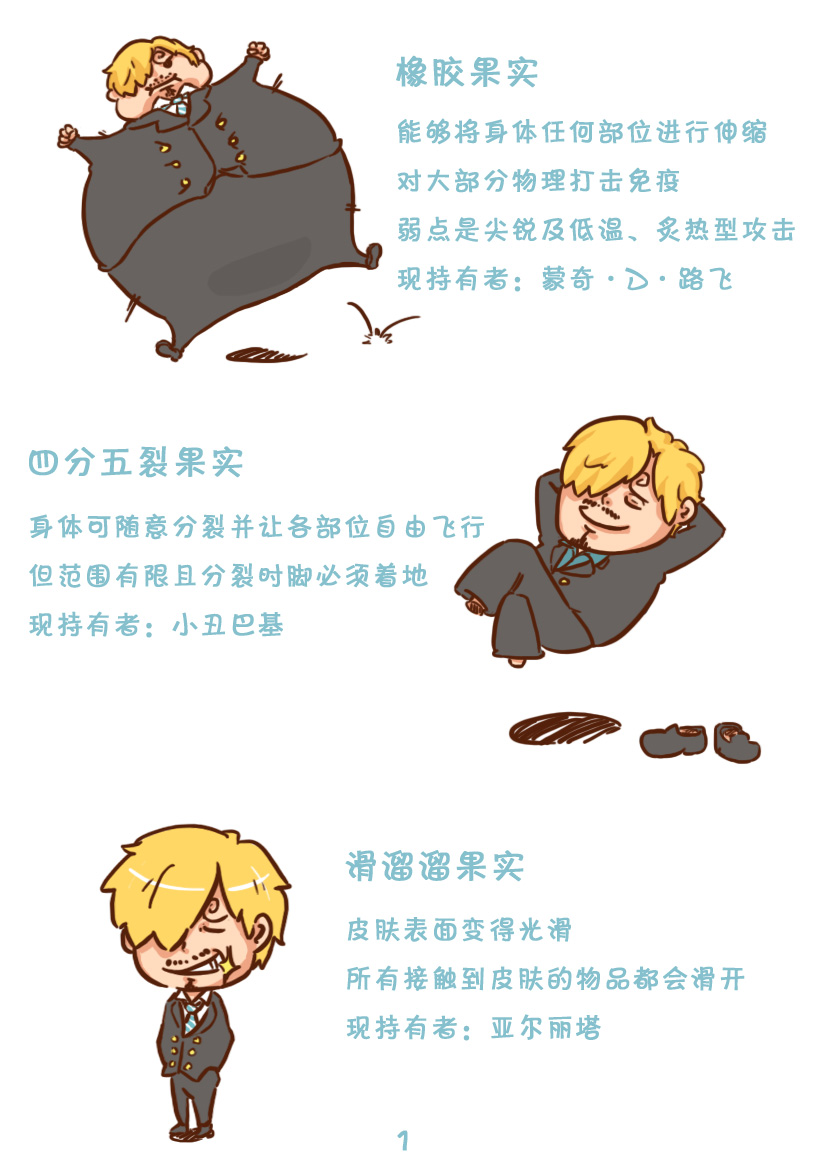 橡胶果实
能够将身体任何部位进行伸缩
对大部分物理打击免疫
弱点是尖锐及低温、炙热型攻击
现持有者：蒙奇·D·路飞
四分五裂果实
身体可随意分裂并让各部位自由飞行
但范围有限且分裂时脚必须着地
现持有者：小丑巴基
滑溜溜果实
皮肤表面变得光滑
所有接触到皮肤的物品都会滑开
现持有者：亚尔丽塔
1